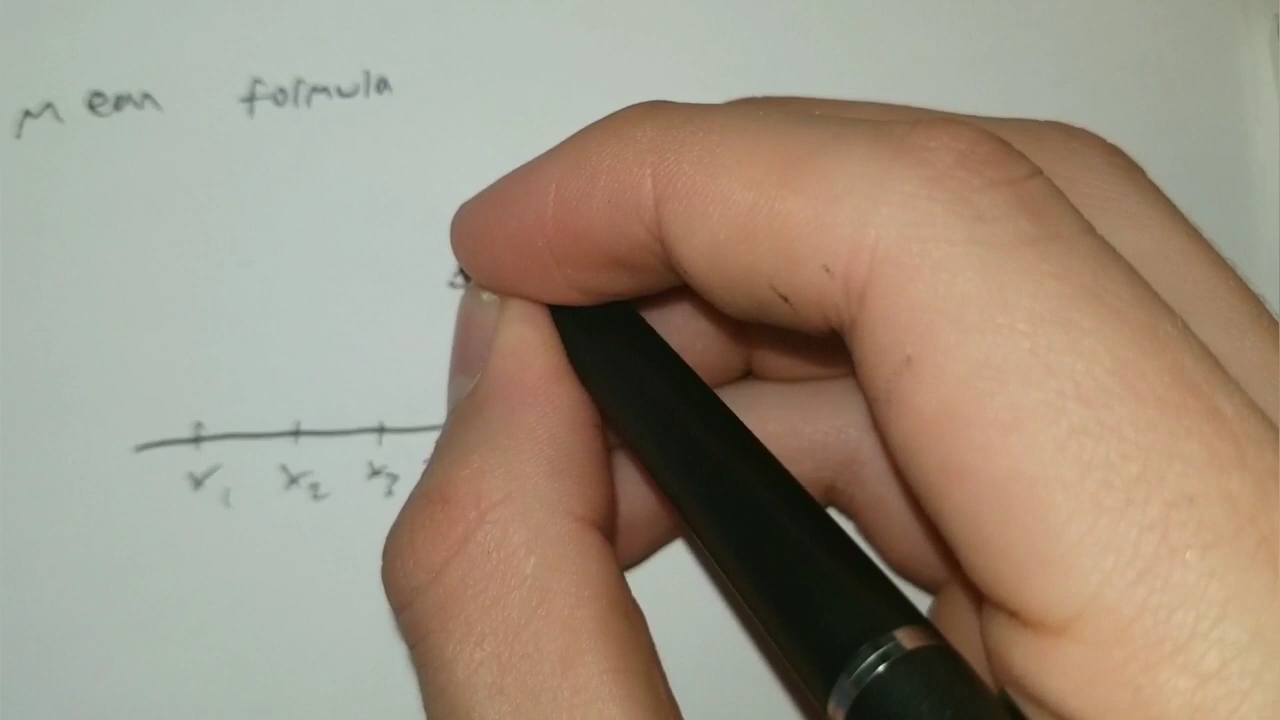 Mean formula
x₁ x₂ x₃